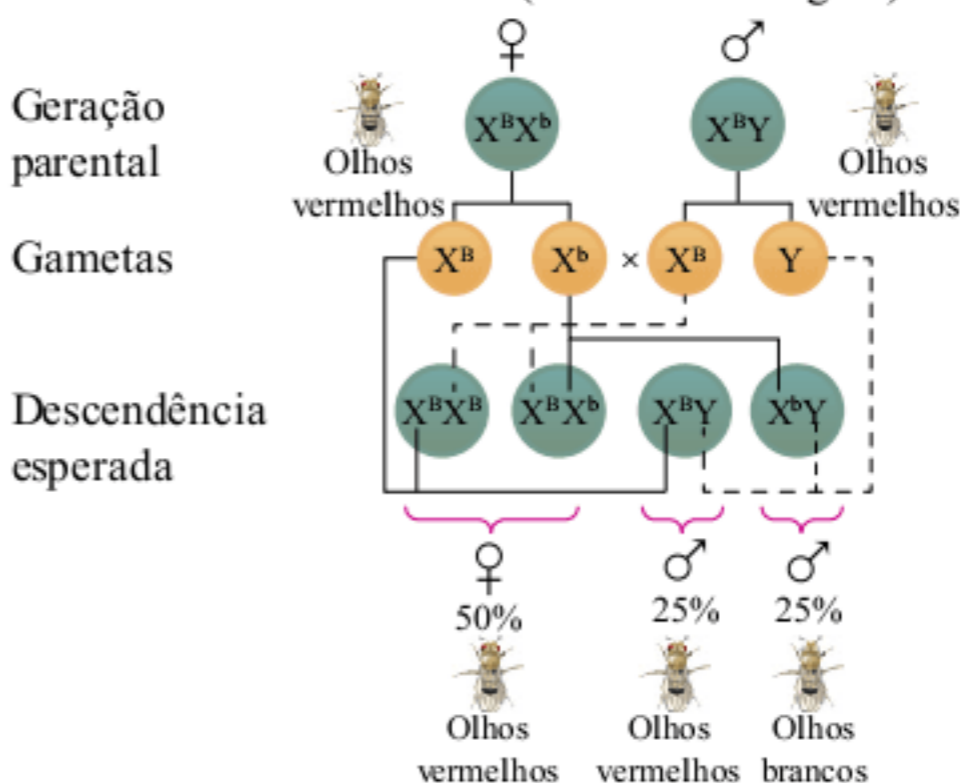 ♀ ♂
Geração parental
Olhos vermelhos
XᴮXᵇ
XᴮY
Olhos vermelhos
Gametas
Xᴮ Xᵇ × Xᴮ Y
Descendência esperada
XᴮXᴮ XᴮXᵇ XᴮY XᵇY
♀ ♂ ♂
50% 25% 25%
Olhos vermelhos
Olhos vermelhos
Olhos brancos